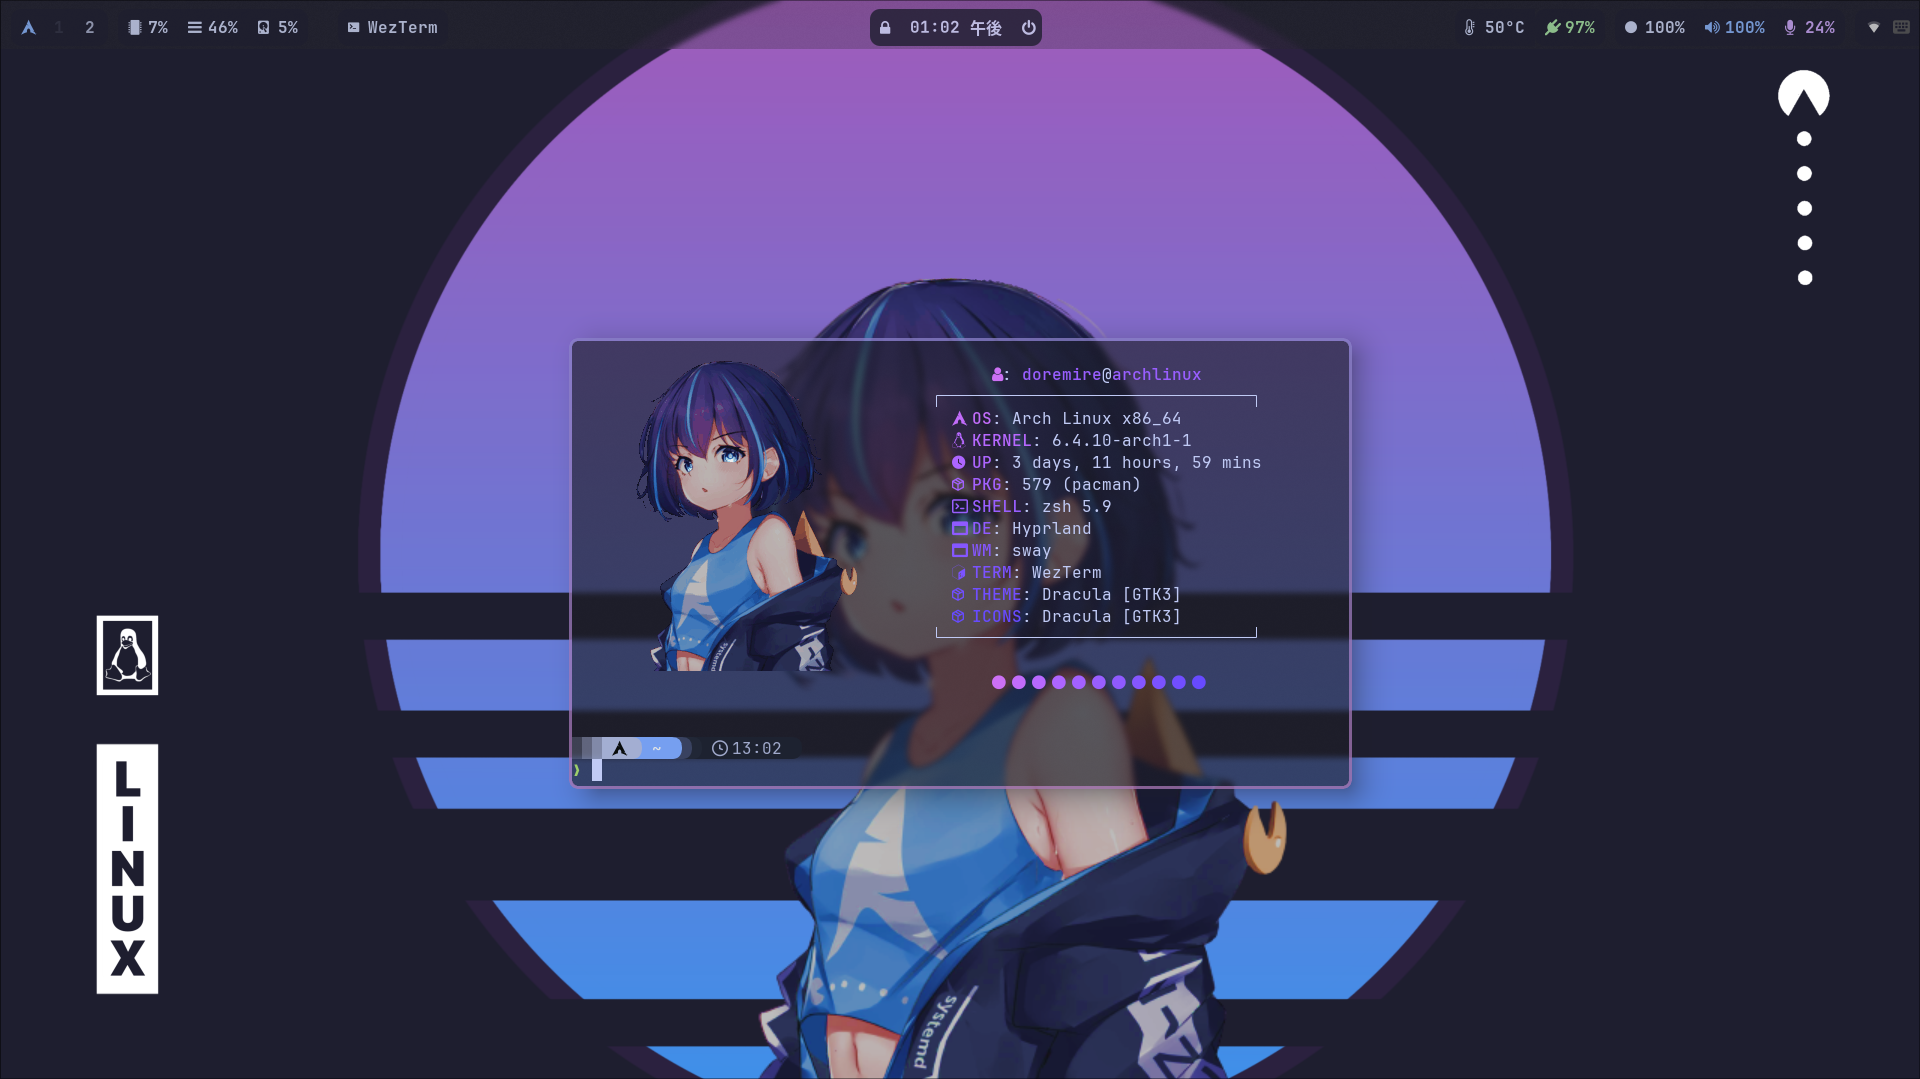 1 2 7% 46% 5% WezTerm
01:02 午後
50°C 97% 100% 100% 24%
doremire@archlinux
OS: Arch Linux x86_64
KERNEL: 6.4.10-arch1-1
UP: 3 days, 11 hours, 59 mins
PKG: 579 (pacman)
SHELL: zsh 5.9
DE: Hyprland
WM: sway
TERM: WezTerm
THEME: Dracula [GTK3]
ICONS: Dracula [GTK3]
systemd
~ 13:02
❯
LINUX
systemd